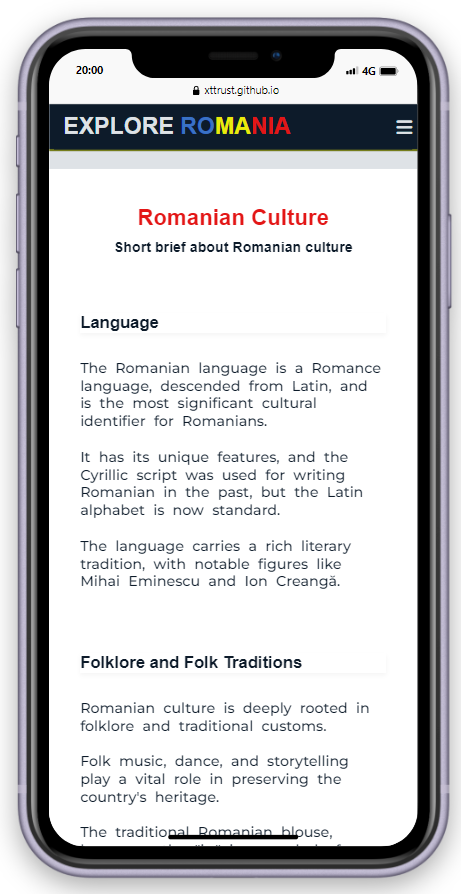 20:00
4G
xttrust.github.io
EXPLORE ROMANIA
Romanian Culture
Short brief about Romanian culture
Language
The Romanian language is a Romance
language, descended from Latin, and
is the most significant cultural
identifier for Romanians.
It has its unique features, and the
Cyrillic script was used for writing
Romanian in the past, but the Latin
alphabet is now standard.
The language carries a rich literary
tradition, with notable figures like
Mihai Eminescu and Ion Creangă.
Folklore and Folk Traditions
Romanian culture is deeply rooted in
folklore and traditional customs.
Folk music, dance, and storytelling
play a vital role in preserving the
country's heritage.
The traditional Romanian blouse,